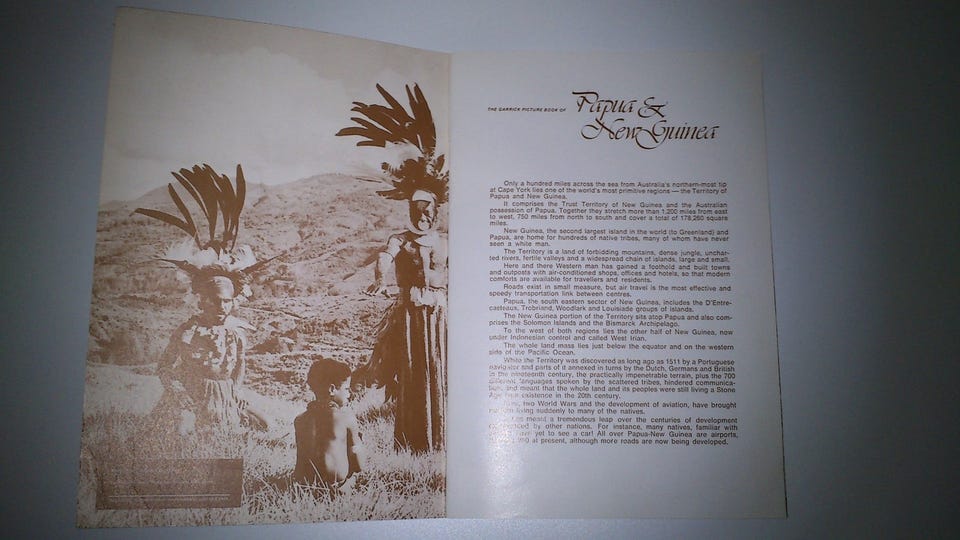 THE GARRICK PICTURE BOOK OF
Papua &
New Guinea
Only a hundred miles across the sea from Australia's northern-most tip
at Cape York lies one of the world's most primitive regions — the Territory of
Papua and New Guinea.
It comprises the Trust Territory of New Guinea and the Australian
possession of Papua. Together they stretch more than 1,200 miles from east
to west, 750 miles from north to south and cover a total of 178,260 square
miles.
New Guinea, the second largest island in the world (to Greenland) and
Papua, are home for hundreds of native tribes, many of whom have never
seen a white man.
The Territory is a land of forbidding mountains, dense jungle, unchar-
ted rivers, fertile valleys and a widespread chain of islands, large and small.
Here and there Western man has gained a foothold and built towns
and outposts with air-conditioned shops, offices and hotels, so that modern
comforts are available for travellers and residents.
Roads exist in small measure, but air travel is the most effective and
speedy transportation link between centres.
Papua, the south eastern sector of New Guinea, includes the D'Entre-
casteaux, Trobriand, Woodlark and Louisiade groups of islands.
The New Guinea portion of the Territory sits atop Papua and also com-
prises the Solomon Islands and the Bismarck Archipelago.
To the west of both regions lies the other half of New Guinea, now
under Indonesian control and called West Irian.
The whole land mass lies just below the equator and on the western
side of the Pacific Ocean.
While the Territory was discovered as long ago as 1511 by a Portuguese
navigator and parts of it annexed in turns by the Dutch, Germans and British
in the nineteenth century, the practically impenetrable terrain, plus the 700
different languages spoken by the scattered tribes, hindered communica-
and meant that the whole land and its peoples were still living a Stone
Age existence in the 20th century.
two World Wars and the development of aviation, have brought
living suddenly to many of the natives.
meant a tremendous leap over the centuries of development
by other nations. For instance, many natives, familiar with
yet to see a car! All over Papua-New Guinea are airports,
at present, although more roads are now being developed.